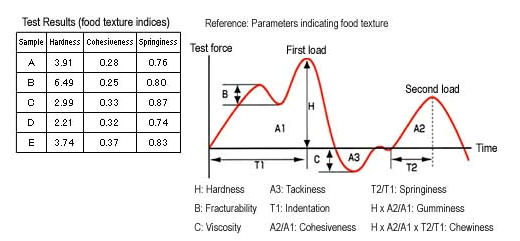 Test Results (food texture indices)
Sample Hardness Cohesiveness Springiness
A 3.91 0.28 0.76
B 6.49 0.25 0.80
C 2.99 0.33 0.87
D 2.21 0.32 0.74
E 3.74 0.37 0.83
Reference: Parameters indicating food texture
Test force
First load
Second load
B
H
A1
A2
C
A3
Time
T1
T2
H: Hardness A3: Tackiness T2/T1: Springiness
B: Fracturability T1: Indentation H x A2/A1: Gumminess
C: Viscosity A2/A1: Cohesiveness H x A2/A1 x T2/T1: Chewiness